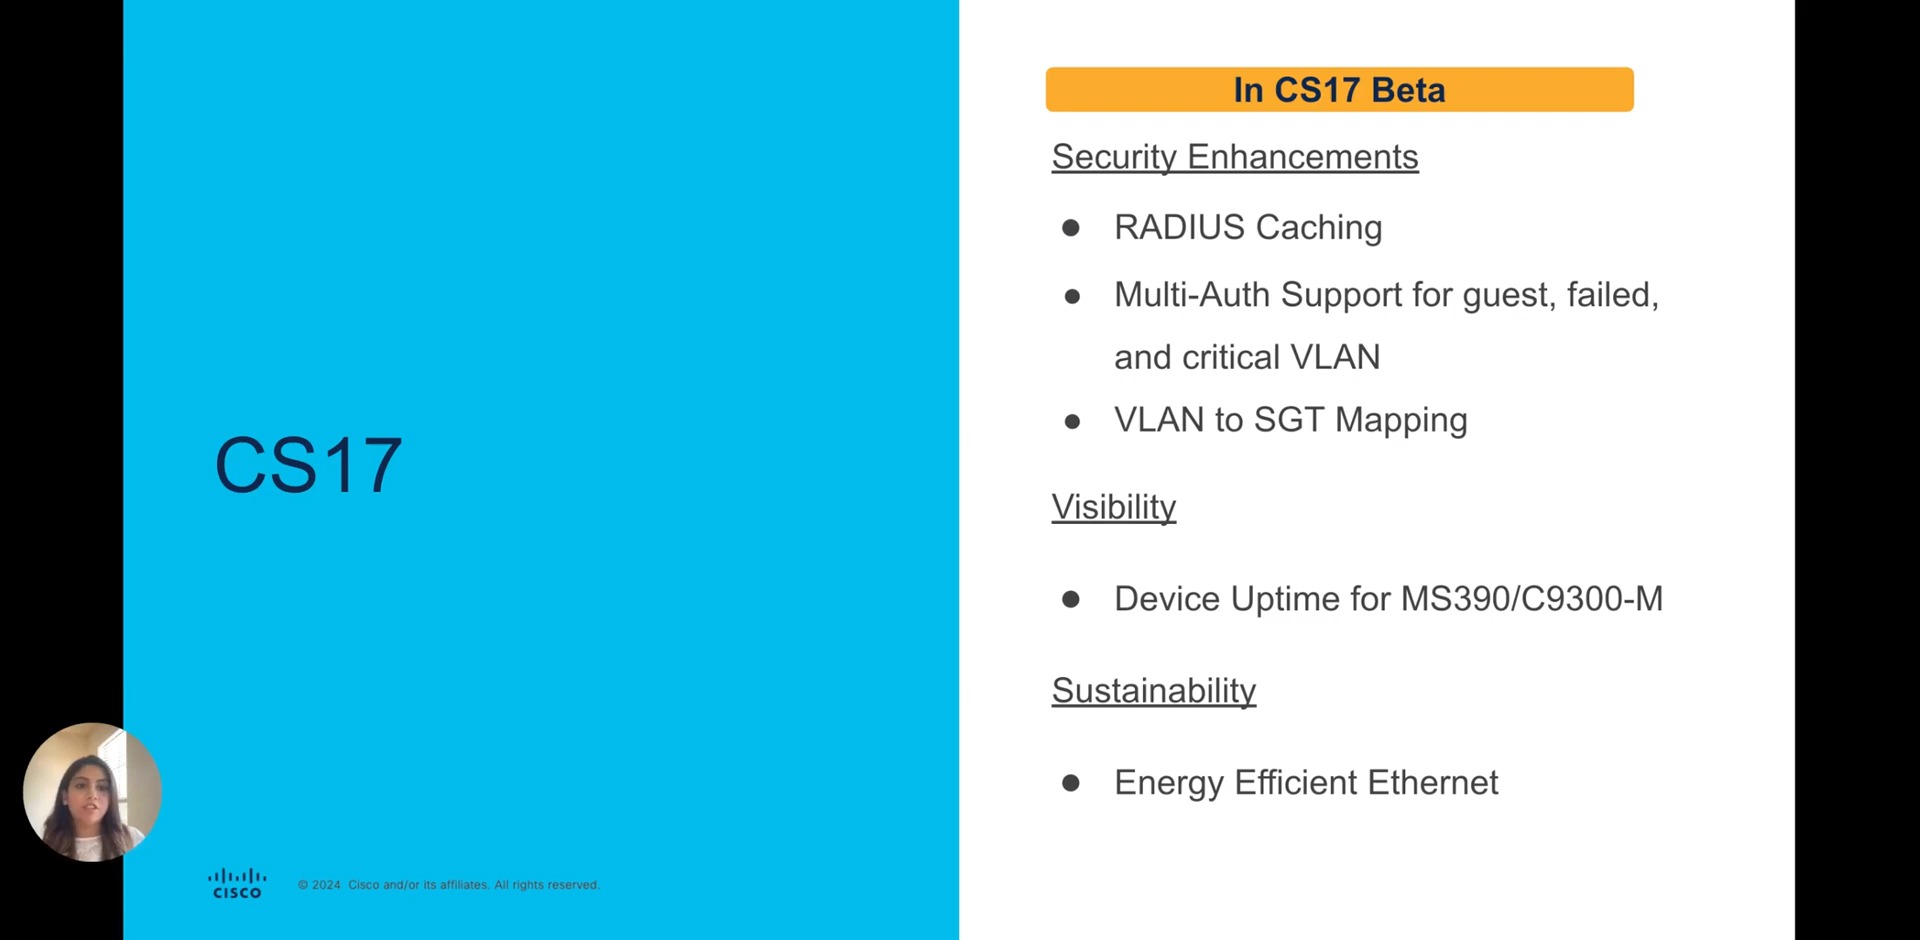 In CS17 Beta
Security Enhancements
● RADIUS Caching
● Multi-Auth Support for guest, failed,
and critical VLAN
● VLAN to SGT Mapping
CS17
Visibility
● Device Uptime for MS390/C9300-M
Sustainability
● Energy Efficient Ethernet
CISCO
© 2024 Cisco and/or its affiliates. All rights reserved.